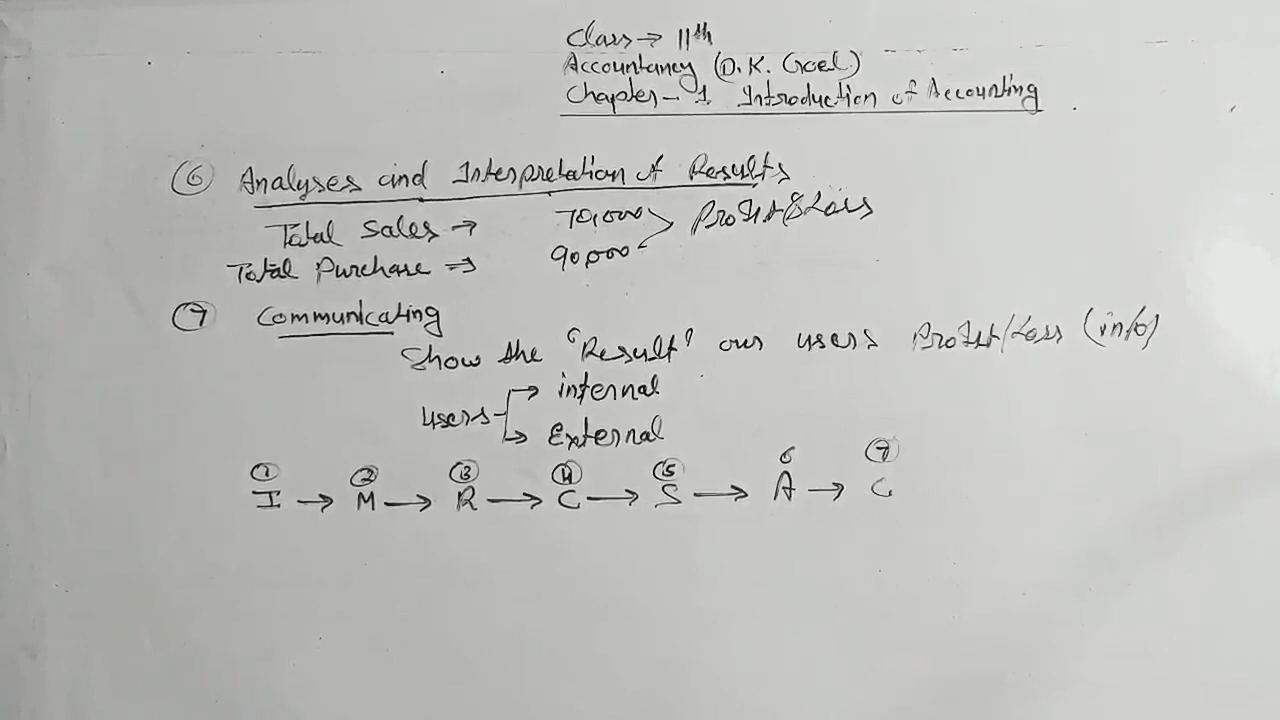 Class → 11th
Accountancy (D.K. Goel)
Chapter - 1 Introduction of Accounting
⑥ Analyses and Interpretation of Results
Total Sales → 70,000 > Profit & Loss
Total Purchase ⇒ 90,000
⑦ Communicating
Show the "Result" our users Profit/Loss (info)
users → internal
→ External
① ② ③ ④ ⑤ 6 ⑦
I → M → R → C → S → A → C